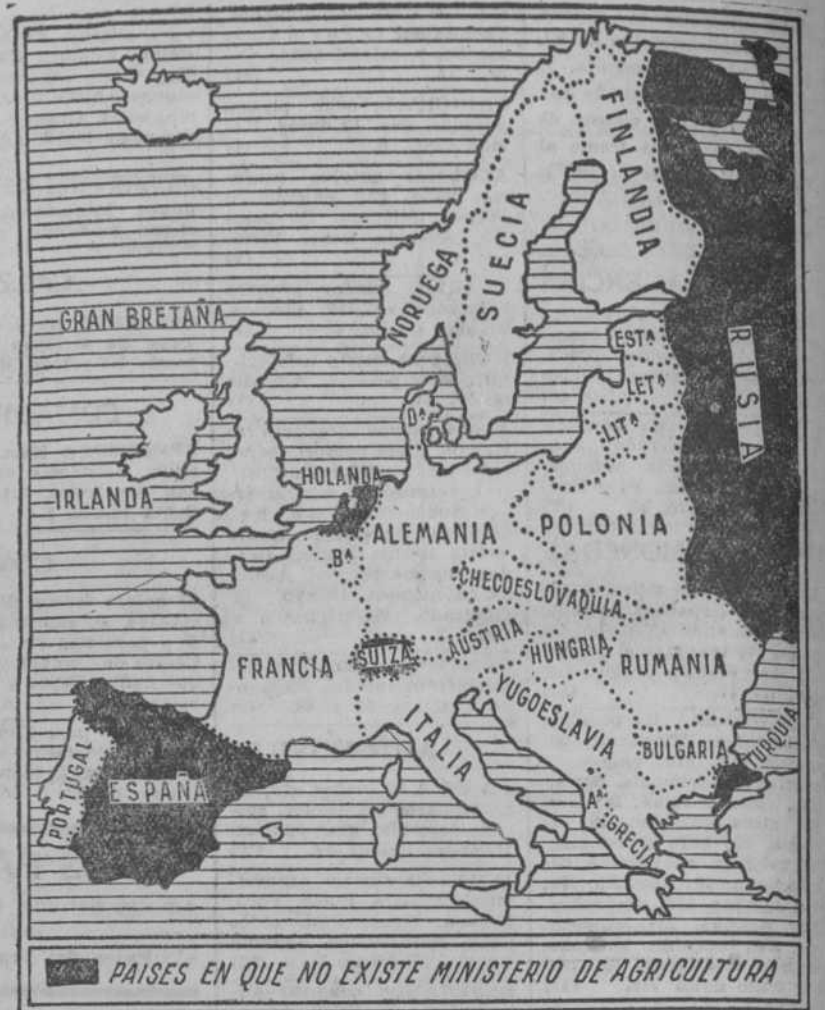 FINLANDIA
SUECIA
NORUEGA
GRAN BRETAÑA
ESTA
LETA
LITA
RUSIA
DA
IRLANDA
HOLANDA
ALEMANIA
POLONIA
BA
CHECOESLOVAQUIA
FRANCIA
SUIZA
AUSTRIA
HUNGRIA
RUMANIA
YUGOESLAVIA
ITALIA
BULGARIA
TURQUIA
PORTUGAL
ESPAÑA
AA
GRECIA
PAISES EN QUE NO EXISTE MINISTERIO DE AGRICULTURA